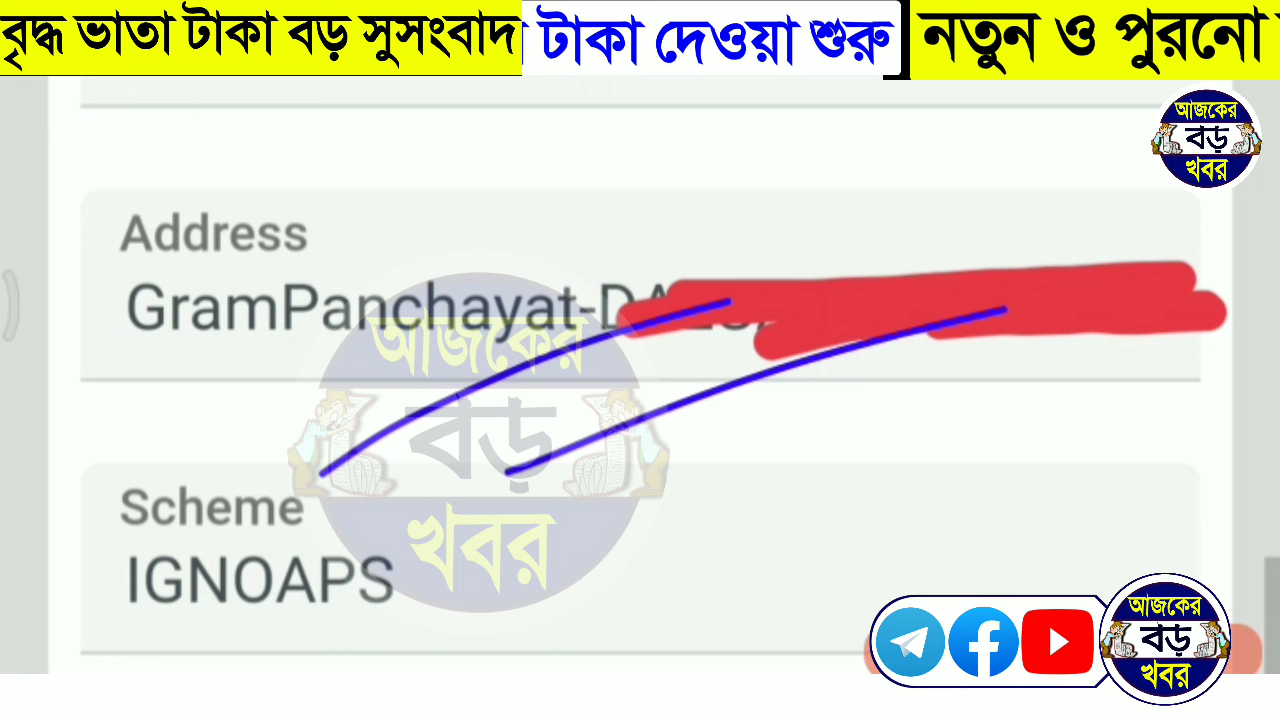 বৃদ্ধ ভাতা টাকা বড় সুসংবাদ
টাকা দেওয়া শুরু
নতুন ও পুরনো
আজকের
বড়
খবর
Address
GramPanchayat-
আজকের
বড়
খবর
Scheme
IGNOAPS
আজকের
বড়
খবর